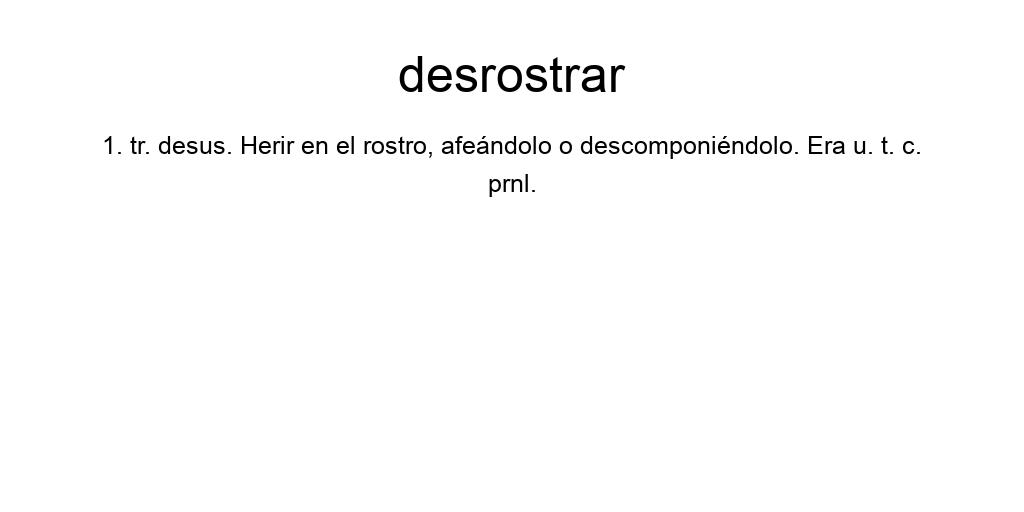 desrostrar
1. tr. desus. Herir en el rostro, afeándolo o descomponiéndolo. Era u. t. c.
prnl.